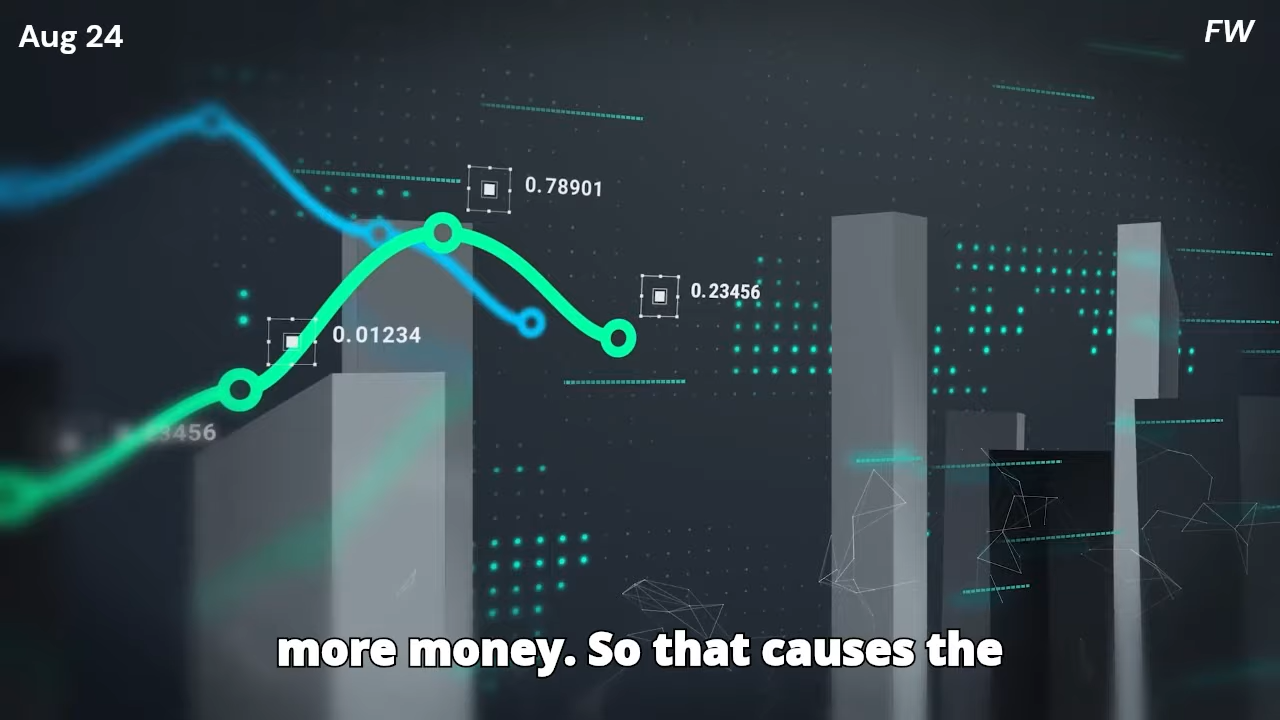 Aug 24
FW
0.78901
0.23456
0.01234
more money. So that causes the